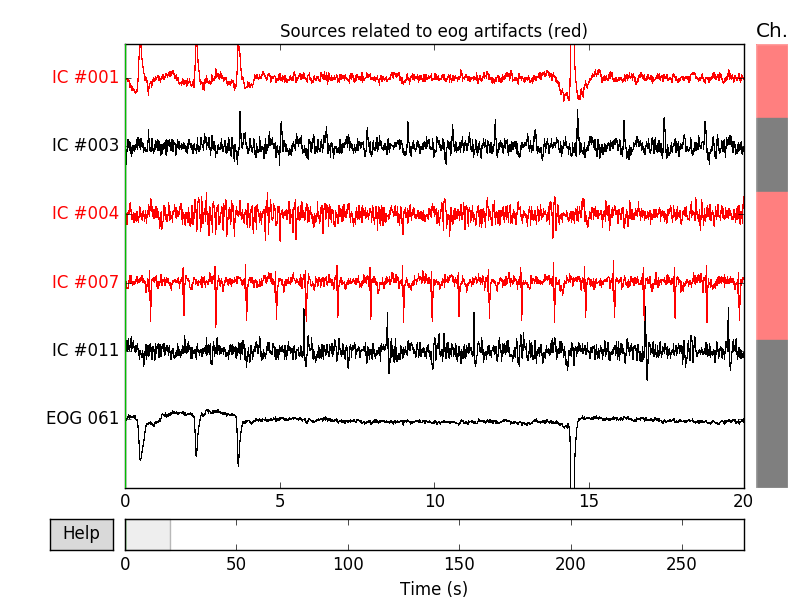 Sources related to eog artifacts (red)
Ch.
IC #001
IC #003
IC #004
IC #007
IC #011
EOG 061
0 5 10 15 20
Help
0 50 100 150 200 250
Time (s)